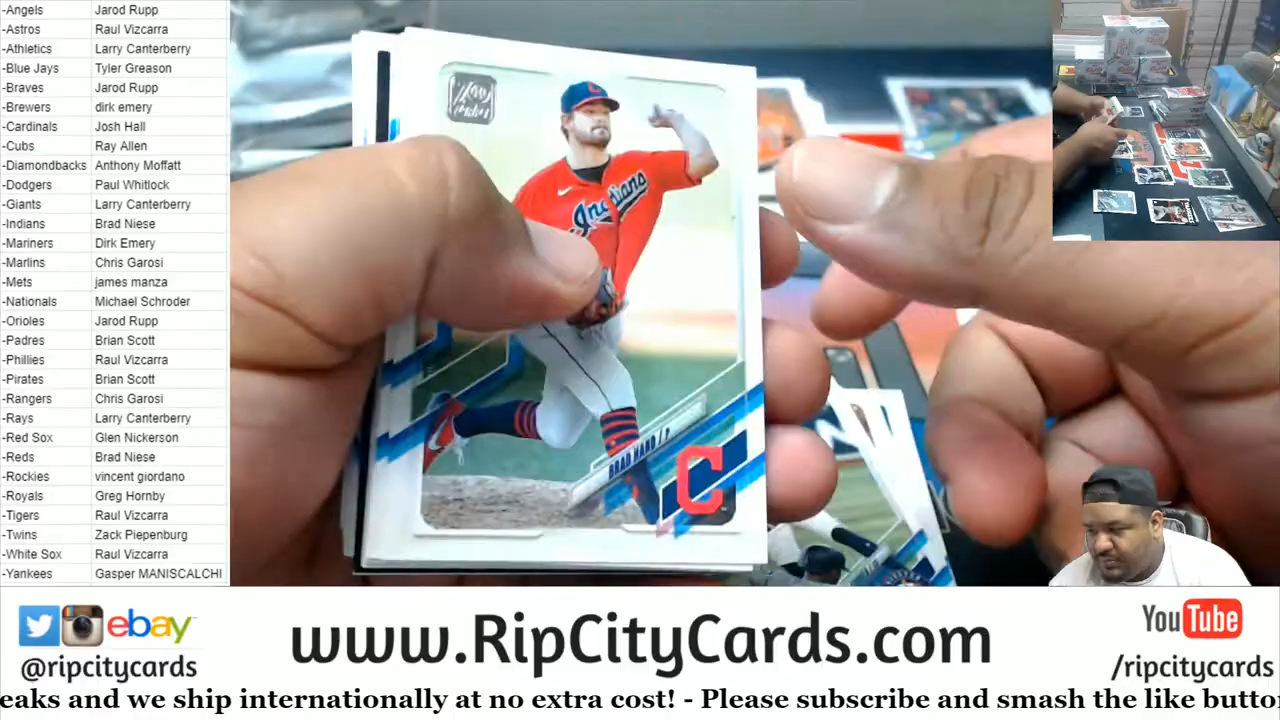 -Angels Jarod Rupp
-Astros Raul Vizcarra
-Athletics Larry Canterberry
-Blue Jays Tyler Greason
-Braves Jarod Rupp
-Brewers dirk emery
-Cardinals Josh Hall
-Cubs Ray Allen
-Diamondbacks Anthony Moffatt
-Dodgers Paul Whitlock
-Giants Larry Canterberry
-Indians Brad Niese
-Mariners Dirk Emery
-Marlins Chris Garosi
-Mets james manza
-Nationals Michael Schroder
-Orioles Jarod Rupp
-Padres Brian Scott
-Phillies Raul Vizcarra
-Pirates Brian Scott
-Rangers Chris Garosi
-Rays Larry Canterberry
-Red Sox Glen Nickerson
-Reds Brad Niese
-Rockies vincent giordano
-Royals Greg Hornby
-Tigers Raul Vizcarra
-Twins Zack Piepenburg
-White Sox Raul Vizcarra
-Yankees Gasper MANISCALCHI
C
Indians
BRAD HAND / P
C
ebay
@ripcitycards
www.RipCityCards.com
YouTube
/ripcitycards
eaks and we ship internationally at no extra cost! - Please subscribe and smash the like butto